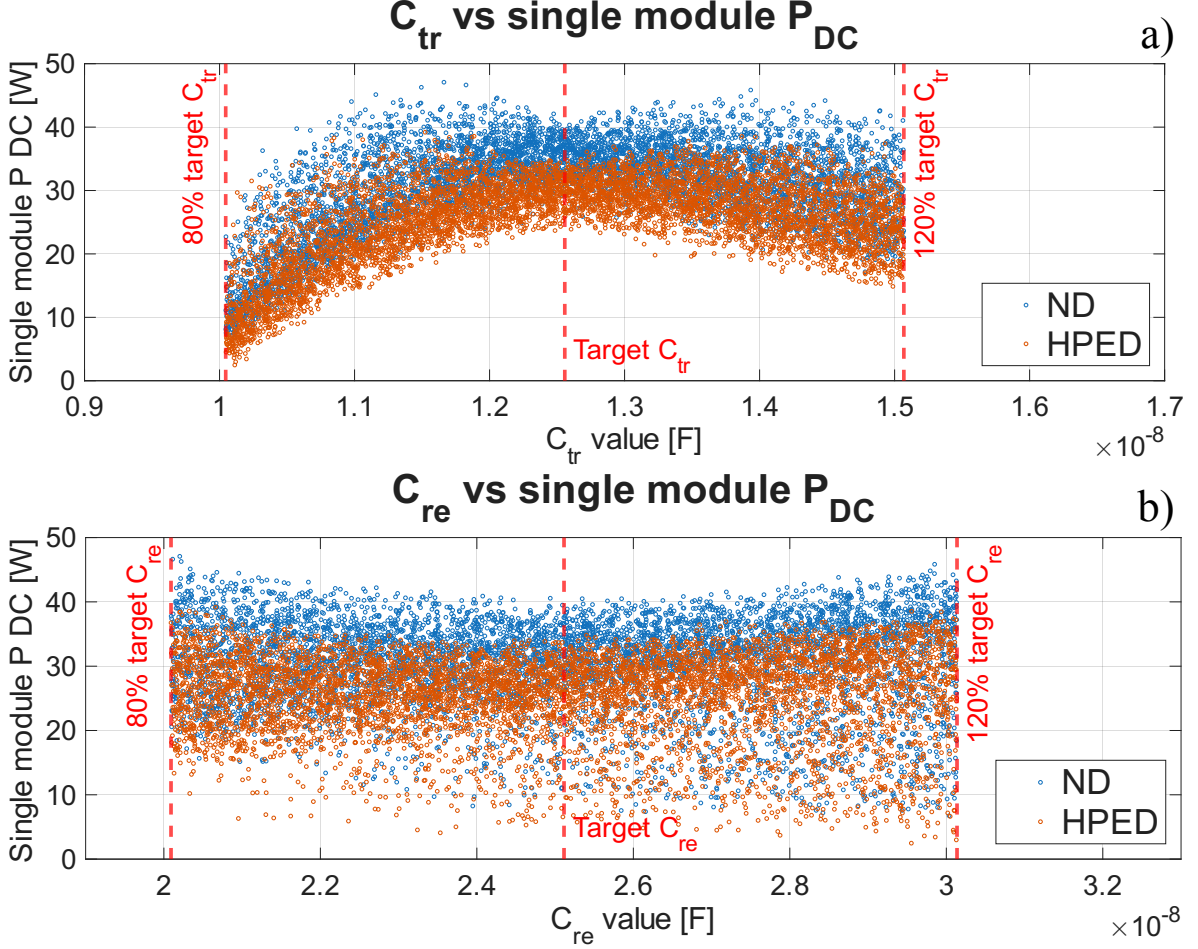 C_tr vs single module P_DC
a)
Single module P DC [W]
50
40
30
20
10
0
80% target C_tr
Target C_tr
120% target C_tr
ND
HPED
0.9 1 1.1 1.2 1.3 1.4 1.5 1.6 1.7
C_tr value [F]
×10^-8
C_re vs single module P_DC
b)
Single module P DC [W]
50
40
30
20
10
0
80% target C_re
Target C_re
120% target C_re
ND
HPED
2 2.2 2.4 2.6 2.8 3 3.2
C_re value [F]
×10^-8